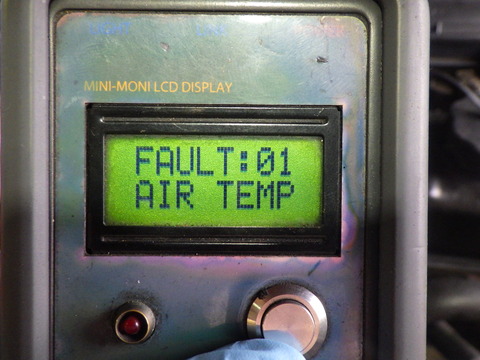 MINI-MONI LCD DISPLAY
FAULT:01
AIR TEMP